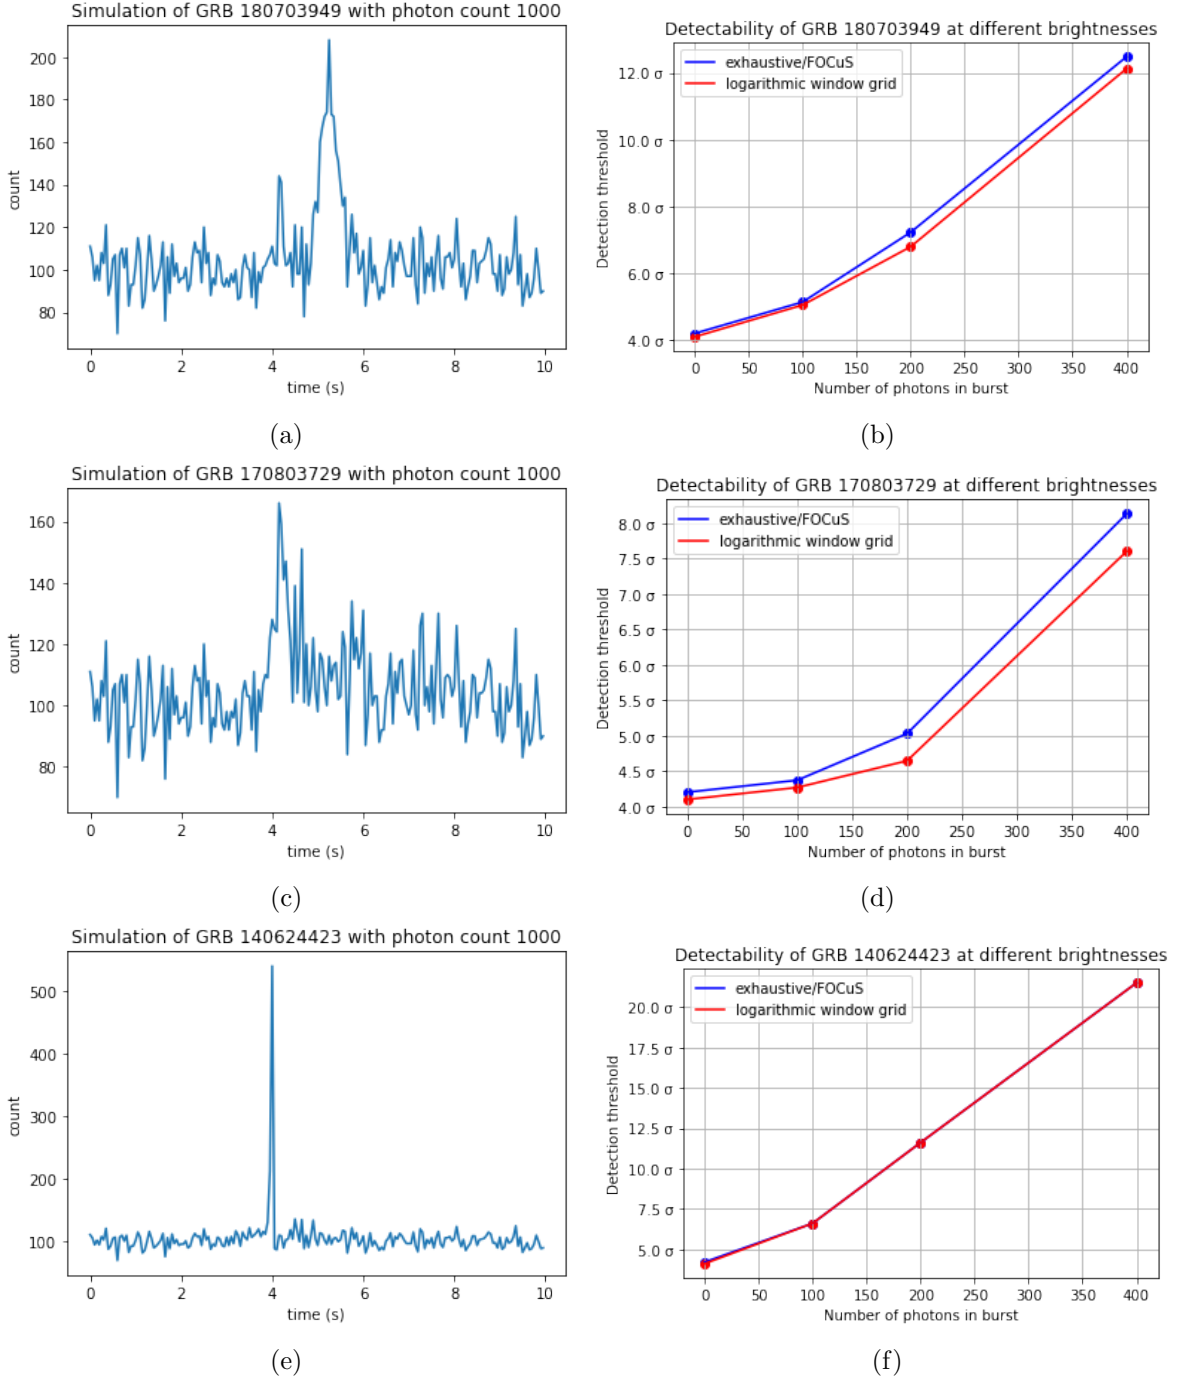 Simulation of GRB 180703949 with photon count 1000
200
180
160
140
120
100
80
count
0 2 4 6 8 10
time (s)
(a)
Detectability of GRB 180703949 at different brightnesses
exhaustive/FOCuS
logarithmic window grid
12.0 σ
10.0 σ
8.0 σ
6.0 σ
4.0 σ
Detection threshold
0 50 100 150 200 250 300 350 400
Number of photons in burst
(b)
Simulation of GRB 170803729 with photon count 1000
160
140
120
100
80
count
0 2 4 6 8 10
time (s)
(c)
Detectability of GRB 170803729 at different brightnesses
exhaustive/FOCuS
logarithmic window grid
8.0 σ
7.5 σ
7.0 σ
6.5 σ
6.0 σ
5.5 σ
5.0 σ
4.5 σ
4.0 σ
Detection threshold
0 50 100 150 200 250 300 350 400
Number of photons in burst
(d)
Simulation of GRB 140624423 with photon count 1000
500
400
300
200
100
count
0 2 4 6 8 10
time (s)
(e)
Detectability of GRB 140624423 at different brightnesses
exhaustive/FOCuS
logarithmic window grid
20.0 σ
17.5 σ
15.0 σ
12.5 σ
10.0 σ
7.5 σ
5.0 σ
Detection threshold
0 50 100 150 200 250 300 350 400
Number of photons in burst
(f)